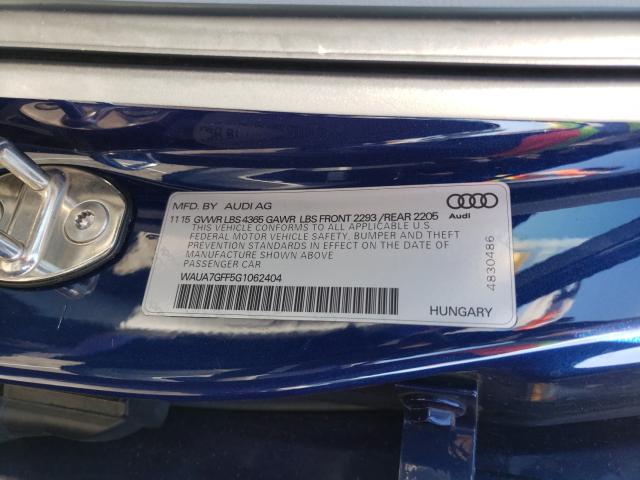 MFD. BY AUDI AG
11 15 GVWR LBS 4365 GAWR LBS FRONT 2293 /REAR 2205
THIS VEHICLE CONFORMS TO ALL APPLICABLE U.S.
FEDERAL MOTOR VEHICLE SAFETY, BUMPER AND THEFT
PREVENTION STANDARDS IN EFFECT ON THE DATE OF
MANUFACTURE SHOWN ABOVE
PASSENGER CAR
WAUA7GFF5G1062404
Audi
4830486
HUNGARY